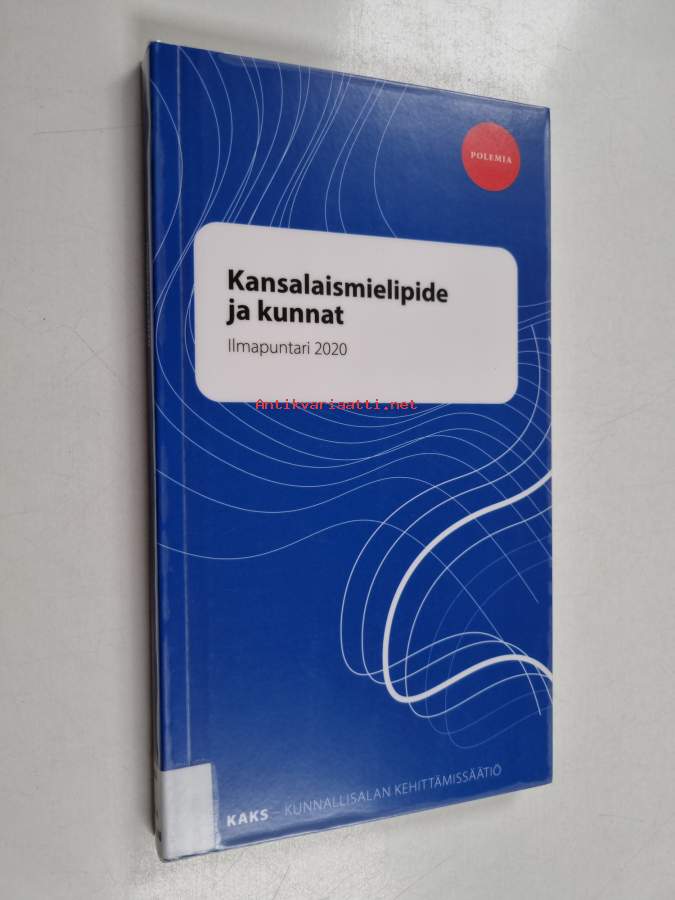 POLEMIA
Kansalaismielipide
ja kunnat
Ilmapuntari 2020
Antikvariaatti.net
KAKS – KUNNALLISALAN KEHITTÄMISSÄÄTIÖ